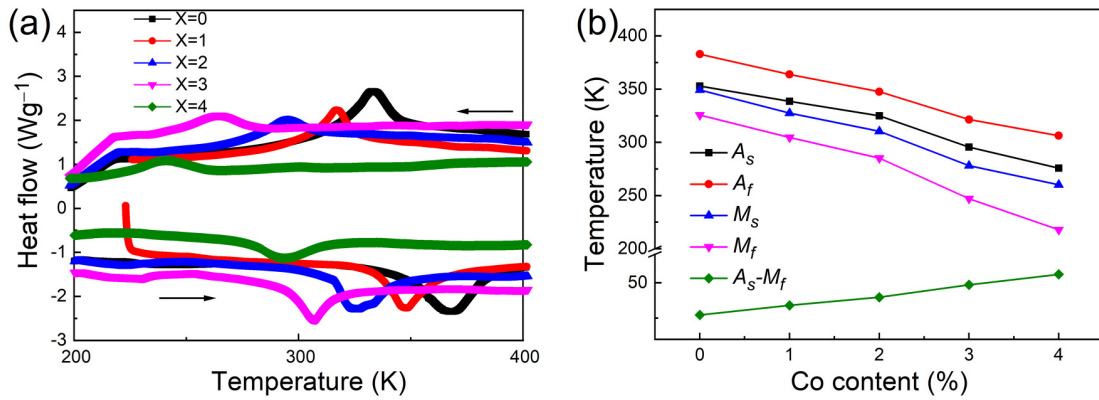 (a)
X=0
X=1
X=2
X=3
X=4
Heat flow (Wg⁻¹)
4
3
2
1
0
-1
-2
-3
200
300
400
Temperature (K)
(b)
Temperature (K)
400
350
300
250
200
50
As
Af
Ms
Mf
As-Mf
0
1
2
3
4
Co content (%)